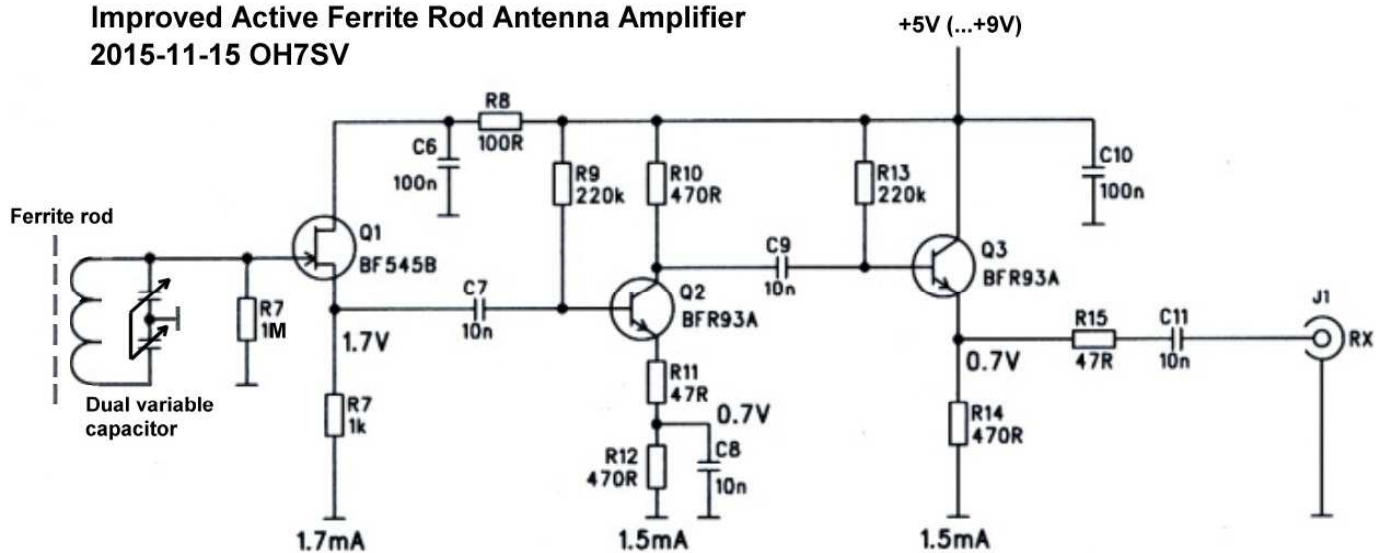 Improved Active Ferrite Rod Antenna Amplifier
2015-11-15 OH7SV
+5V (...+9V)
R8
100R
C6
100n
R9
220k
R10
470R
R13
220k
C10
100n
Ferrite rod
Q1
BF545B
R7
1M
Dual variable
capacitor
C7
10n
1.7V
R7
1k
1.7mA
Q2
BFR93A
R11
47R
0.7V
R12
470R
C8
10n
1.5mA
C9
10n
Q3
BFR93A
0.7V
R14
470R
1.5mA
R15
47R
C11
10n
J1
RX